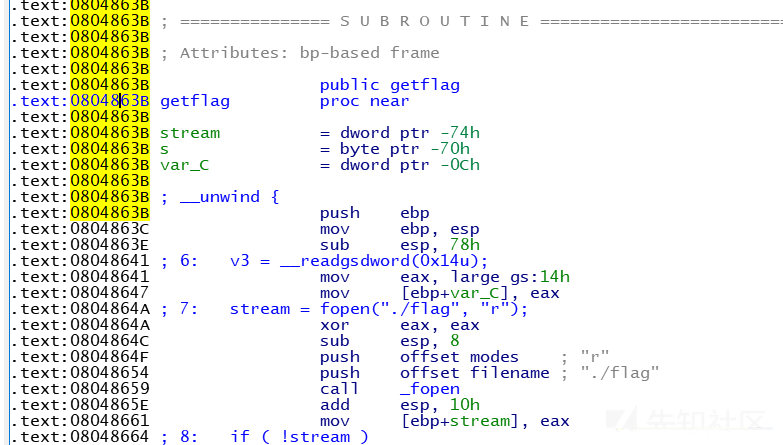 .text:0804863B
.text:0804863B ; =============== S U B R O U T I N E ========================
.text:0804863B
.text:0804863B ; Attributes: bp-based frame
.text:0804863B
.text:0804863B public getflag
.text:0804863B getflag proc near
.text:0804863B
.text:0804863B stream = dword ptr -74h
.text:0804863B s = byte ptr -70h
.text:0804863B var_C = dword ptr -0Ch
.text:0804863B
.text:0804863B ; __unwind {
.text:0804863B push ebp
.text:0804863C mov ebp, esp
.text:0804863E sub esp, 78h
.text:08048641 ; 6: v3 = __readgsdword(0x14u);
.text:08048641 mov eax, large gs:14h
.text:08048647 mov [ebp+var_C], eax
.text:0804864A ; 7: stream = fopen("./flag", "r");
.text:0804864A xor eax, eax
.text:0804864C sub esp, 8
.text:0804864F push offset modes ; "r"
.text:08048654 push offset filename ; "./flag"
.text:08048659 call _fopen
.text:0804865E add esp, 10h
.text:08048661 mov [ebp+stream], eax
.text:08048664 ; 8: if ( !stream )
先知社区